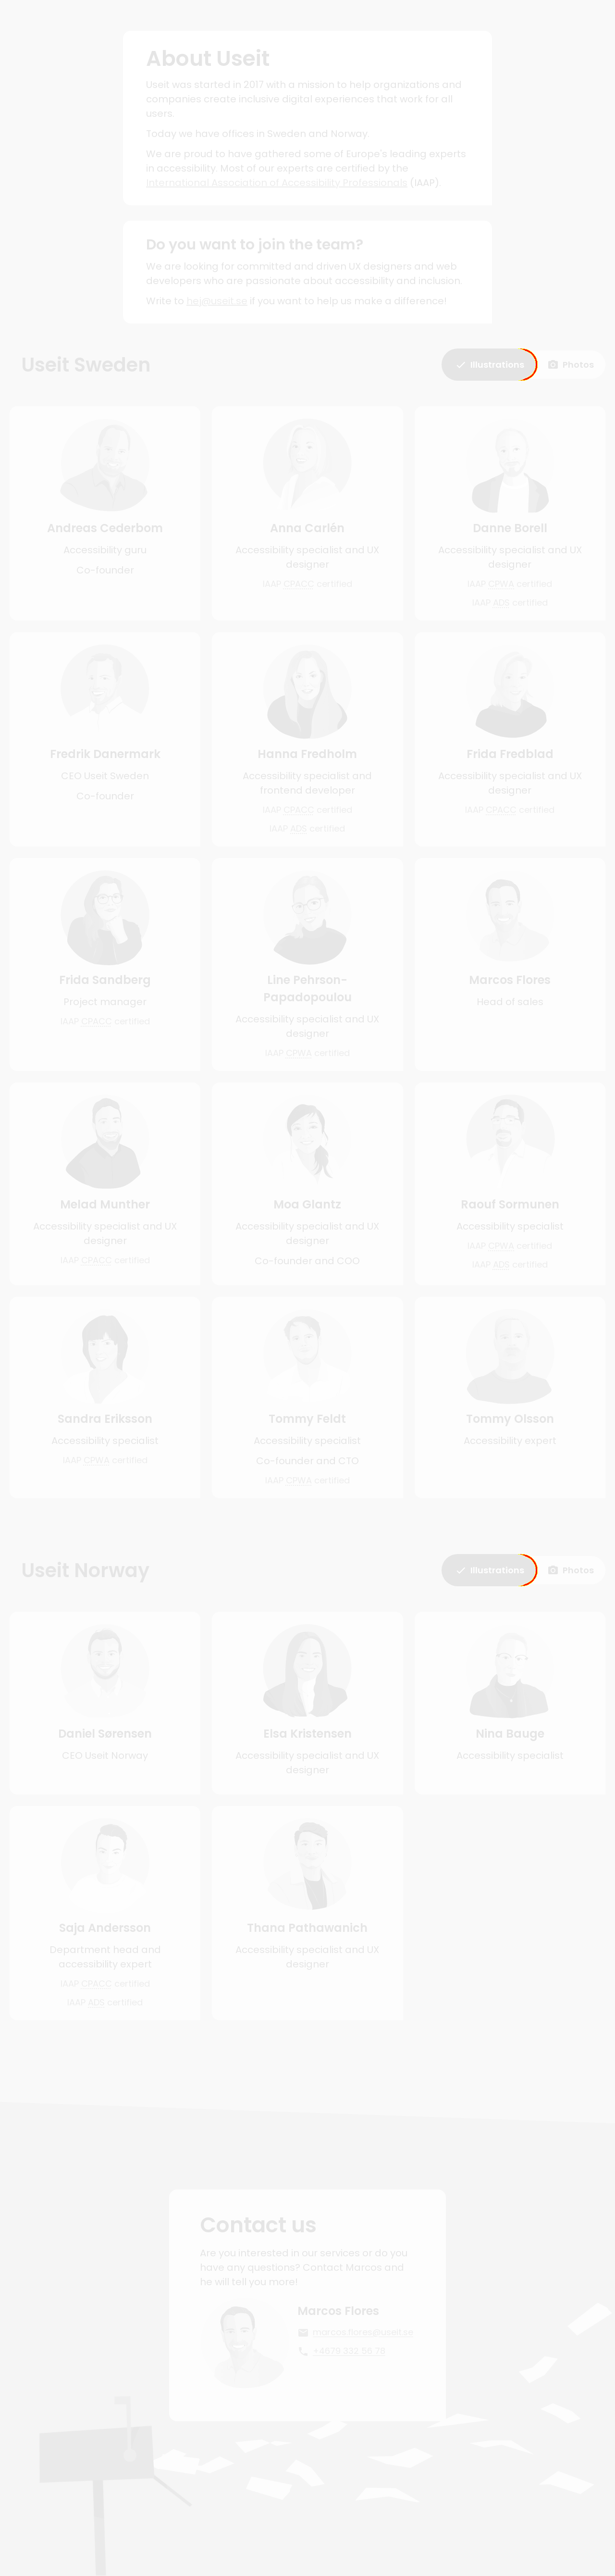 About Useit
Useit was started in 2017 with a mission to help organizations and
companies create inclusive digital experiences that work for all
users.
Today we have offices in Sweden and Norway.
We are proud to have gathered some of Europe's leading experts
in accessibility. Most of our experts are certified by the
International Association of Accessibility Professionals (IAAP)
Do you want to join the team?
We are looking for committed and driven UX designers and web
developers who are passionate about accessibility and inclusion.
Write to hej@useit.se if you want to help us make a difference!
Useit Sweden
Illustrations
Photos
Andreas Cederbom
Accessibility guru
Co-founder
Anna Carlén
Accessibility specialist and UX
designer
IAAP CPACC certified
Danne Borell
Accessibility specialist and UX
designer
IAAP CPWA certified
IAAP ADS certified
Fredrik Danermark
CEO Useit Sweden
Co-founder
Hanna Fredholm
Accessibility specialist and
frontend developer
IAAP CPACC certified
IAAP ADS certified
Frida Fredblad
Accessibility specialist and UX
designer
IAAP CPACC certified
Frida Sandberg
Project manager
IAAP CPACC certified
Line Pehrson-
Papadopoulou
Accessibility specialist and UX
designer
IAAP CPWA certified
Marcos Flores
Head of sales
Melad Munther
Accessibility specialist and UX
designer
IAAP CPACC certified
Moa Glantz
Accessibility specialist and UX
designer
Co-founder and COO
Raouf Sormunen
Accessibility specialist
IAAP CPWA certified
IAAP ADS certified
Sandra Eriksson
Accessibility specialist
IAAP CPWA certified
Tommy Feldt
Accessibility specialist
Co-founder and CTO
IAAP CPWA certified
Tommy Olsson
Accessibility expert
Useit Norway
Illustrations
Photos
Daniel Sørensen
CEO Useit Norway
Elsa Kristensen
Accessibility specialist and UX
designer
Nina Bauge
Accessibility specialist
Saja Andersson
Department head and
accessibility expert
IAAP CPACC certified
IAAP ADS certified
Thana Pathawanich
Accessibility specialist and UX
designer
Contact us
Are you interested in our services or do you
have any questions? Contact Marcos and
he will tell you more!
Marcos Flores
marcos.flores@useit.se